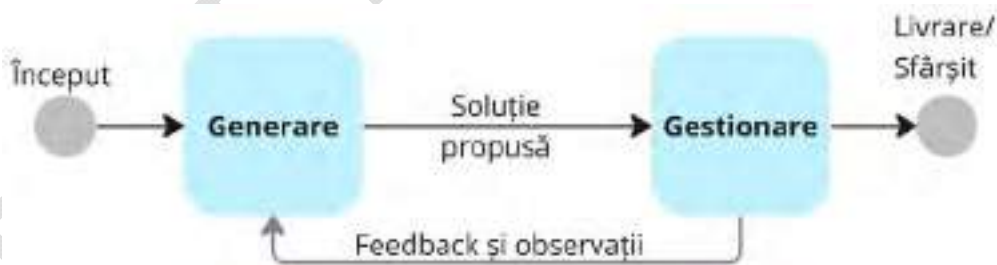 Livrare/
Sfârșit
Început
Generare
Soluție
propusă
Gestionare
Feedback și observații